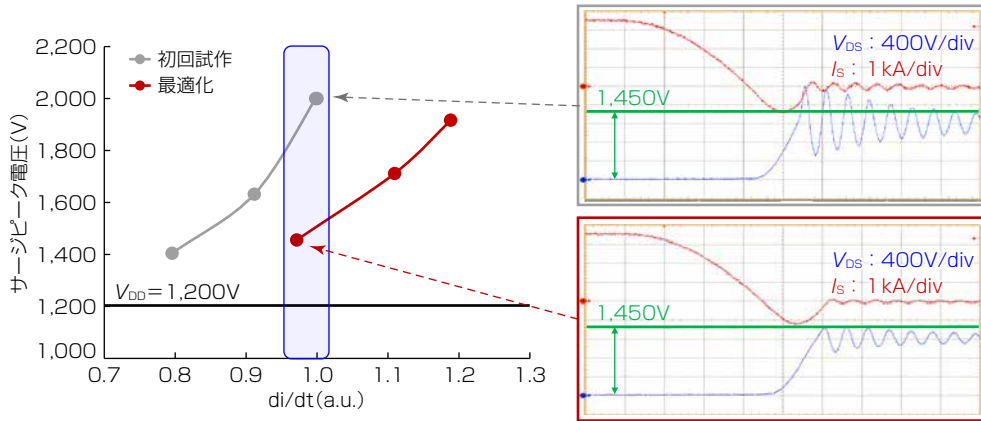 サージピーク電圧(V)
2,200
2,000
1,800
1,600
1,400
1,200
1,000
初回試作
最適化
VDD=1,200V
0.7
0.8
0.9
1.0
1.1
1.2
1.3
di/dt(a.u.)
VDS:400V/div
IS:1kA/div
1,450V
VDS:400V/div
IS:1kA/div
1,450V